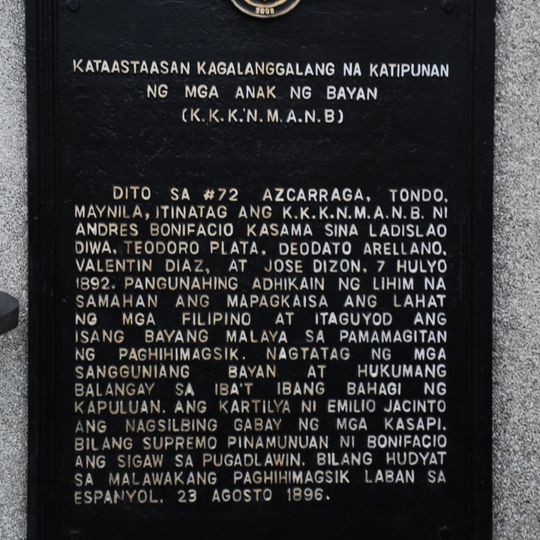 2008
KATAASTAASAN KAGALANGGALANG NA KATIPUNAN
NG MGA ANAK NG BAYAN
(K.K.K.'N.M.A.N.B)
DITO SA #72 AZCARRAGA, TONDO,
MAYNILA, ITINATAG ANG K.K.K.N.M.A.N.B. NI
ANDRES BONIFACIO KASAMA SINA LADISLAO
DIWA, TEODORO PLATA, DEODATO ARELLANO,
VALENTIN DIAZ, AT JOSE DIZON, 7 HULYO
1892. PANGUNAHING ADHIKAIN NG LIHIM NA
SAMAHAN ANG MAPAGKAISA ANG LAHAT
NG MGA FILIPINO AT ITAGUYOD ANG
ISANG BAYANG MALAYA SA PAMAMAGITAN
NG PAGHIHIMAGSIK. NAGTATAG NG MGA
SANGGUNIANG BAYAN AT HUKUMANG
BALANGAY SA IBA'T IBANG BAHAGI NG
KAPULUAN. ANG KARTILYA NI EMILIO JACINTO
ANG NAGSILBING GABAY NG MGA KASAPI.
BILANG SUPREMO PINAMUNUAN NI BONIFACIO
ANG SIGAW SA PUGADLAWIN, BILANG HUDYAT
SA MALAWAKANG PAGHIHIMAGSIK LABAN SA
ESPANYOL. 23 AGOSTO 1896.